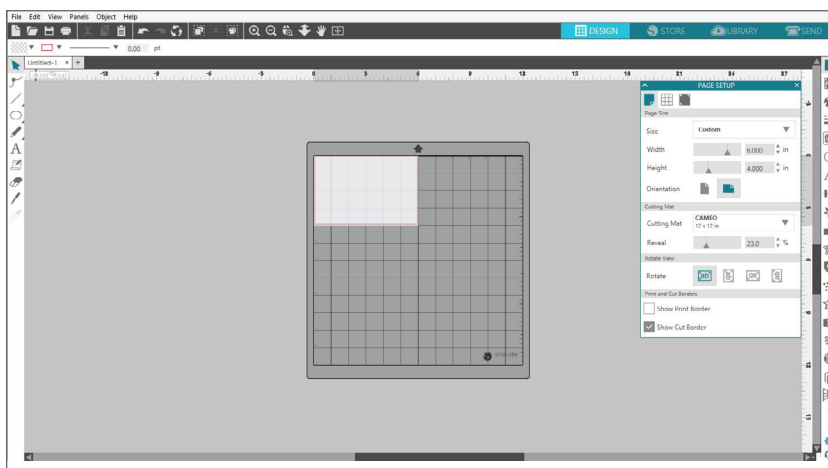 File Edit View Panels Object Help
DESIGN STORE LIBRARY SEND
0.00 pt
Untitled-1 × +
PAGE SETUP
Page Size
Size Custom
Width 6.000 in
Height 4.000 in
Orientation
Cutting Mat
Cutting Mat CAMEO
12 x 12 in
Reveal 23.0 %
Rotate View
Rotate
Print and Cut Borders
Show Print Border
Show Cut Border
silhouette